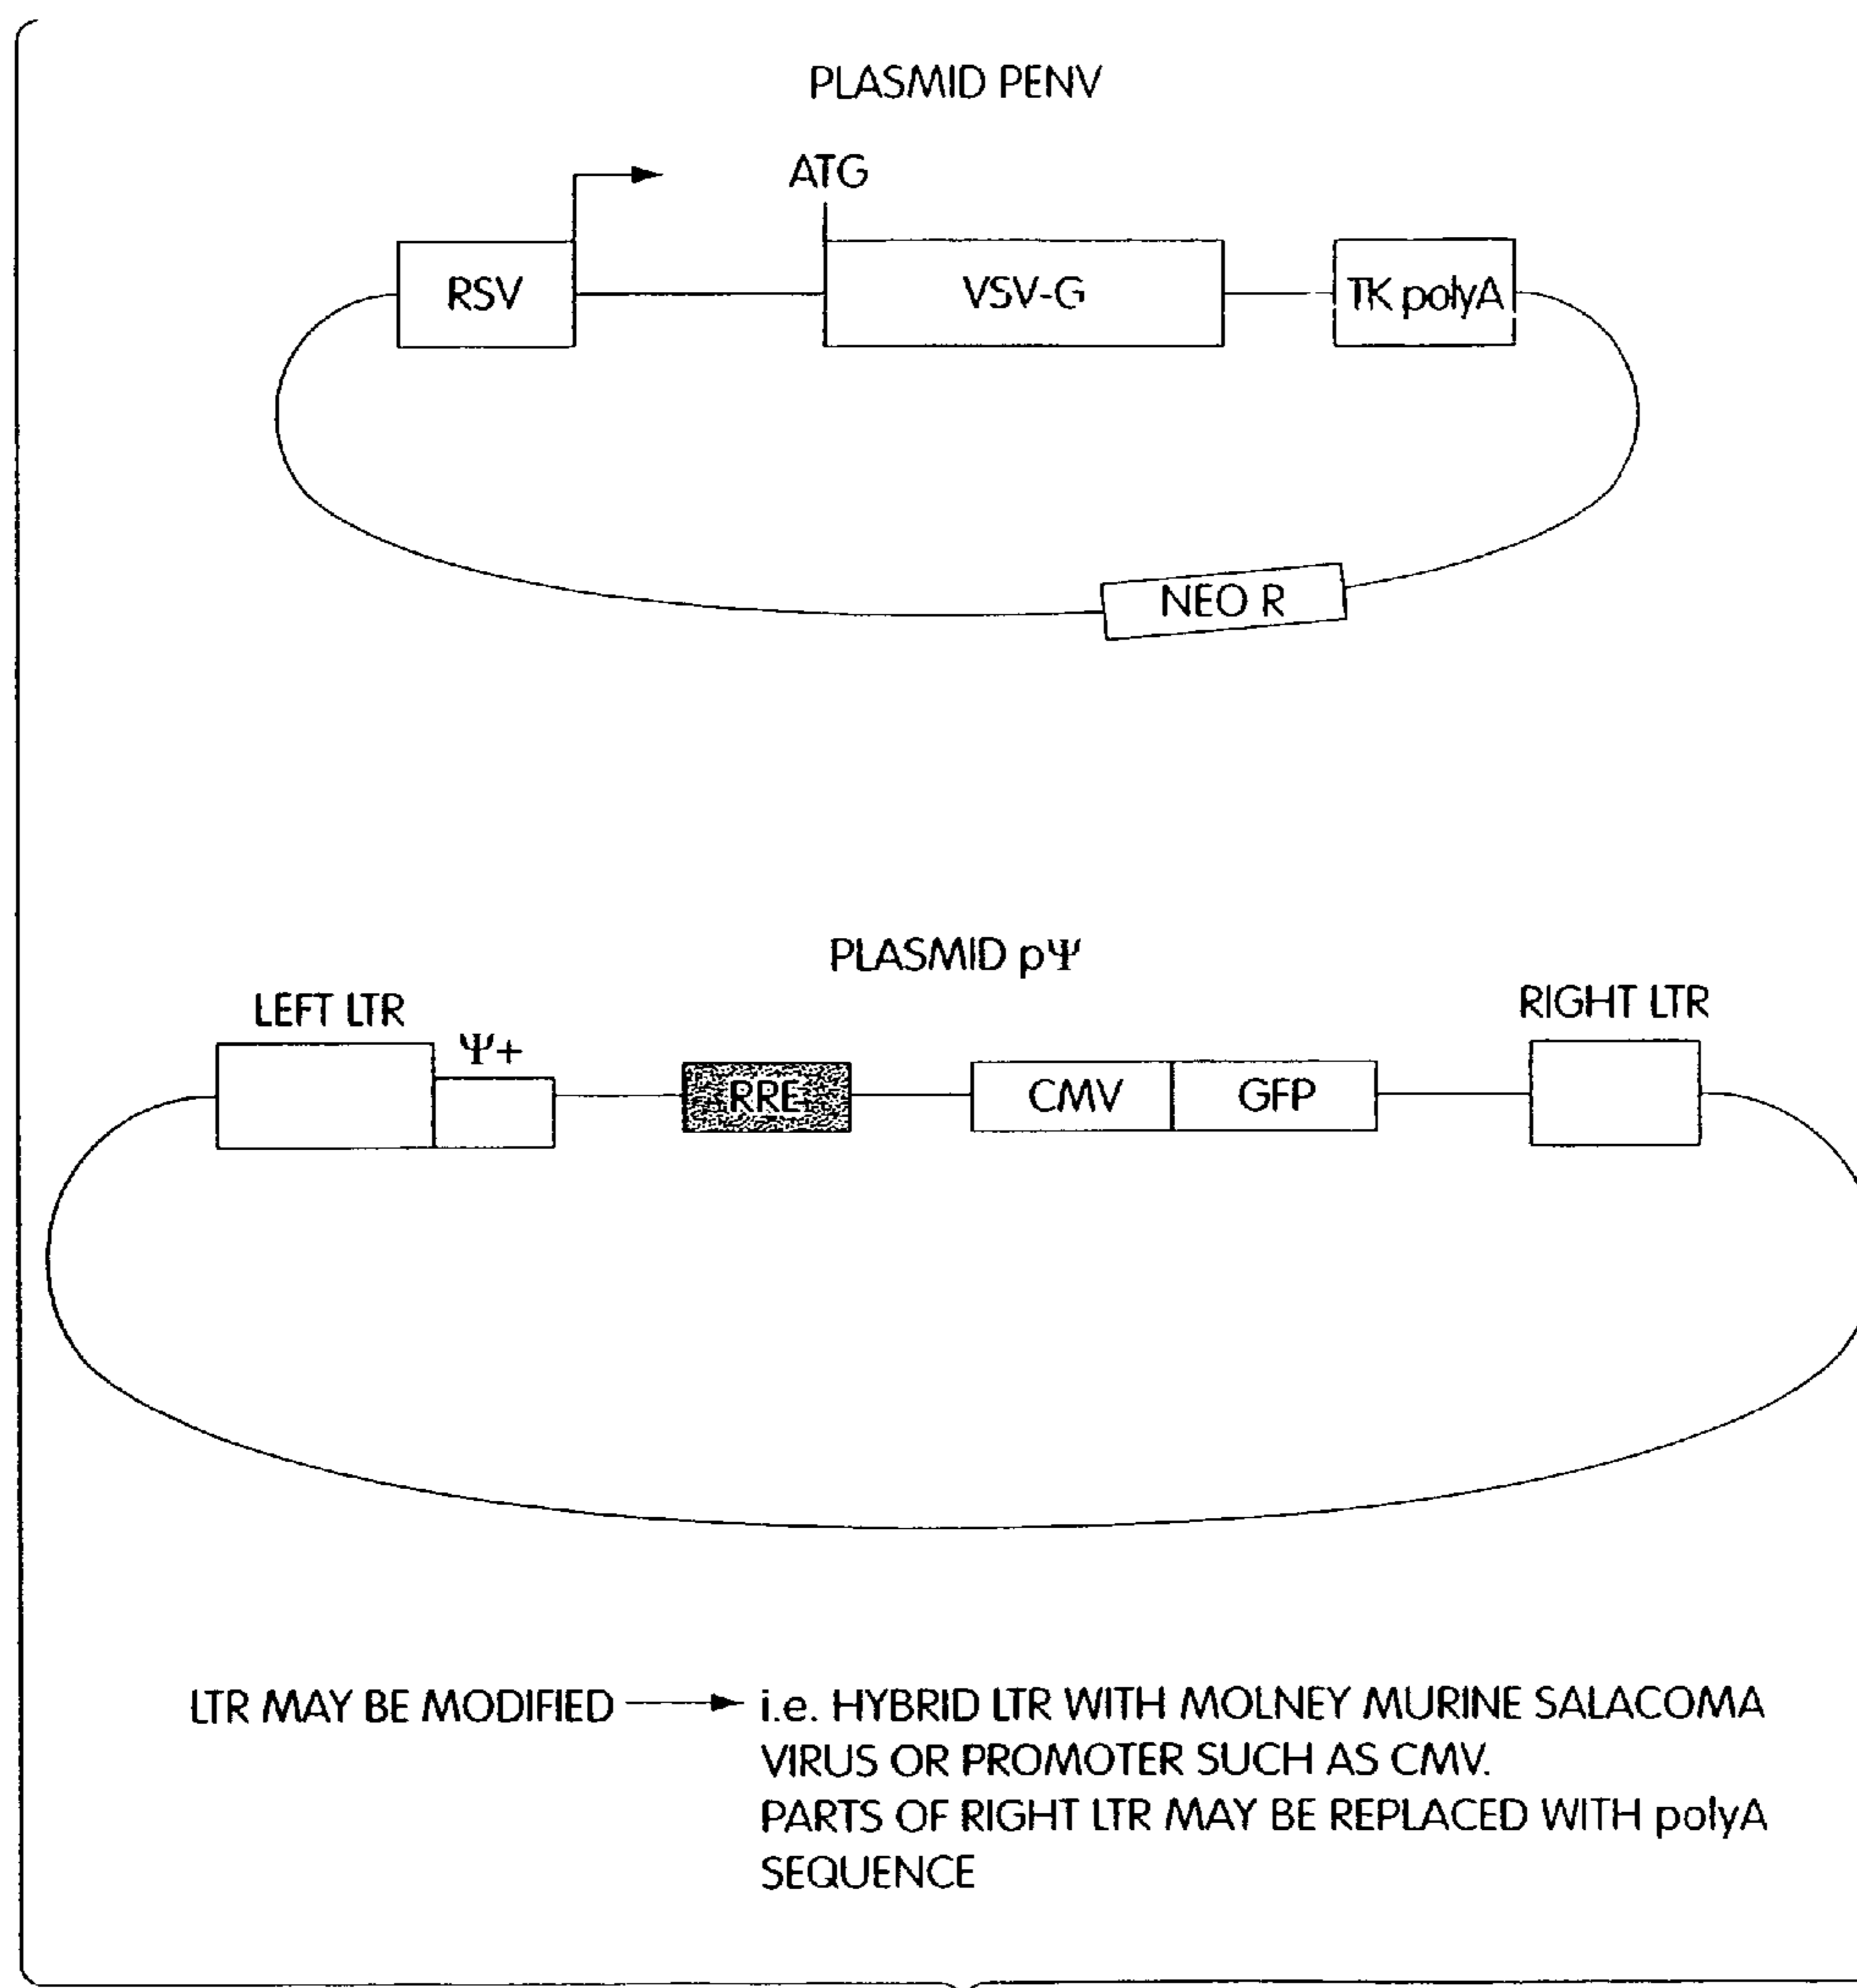 PLASMID PENV
ATG
RSV
VSV-G
TK polyA
NEO R
PLASMID pΨ
LEFT LTR
Ψ+
RIGHT LTR
RRE
CMV
GFP
LTR MAY BE MODIFIED
i.e. HYBRID LTR WITH MOLNEY MURINE SALACOMA
VIRUS OR PROMOTER SUCH AS CMV.
PARTS OF RIGHT LTR MAY BE REPLACED WITH polyA
SEQUENCE